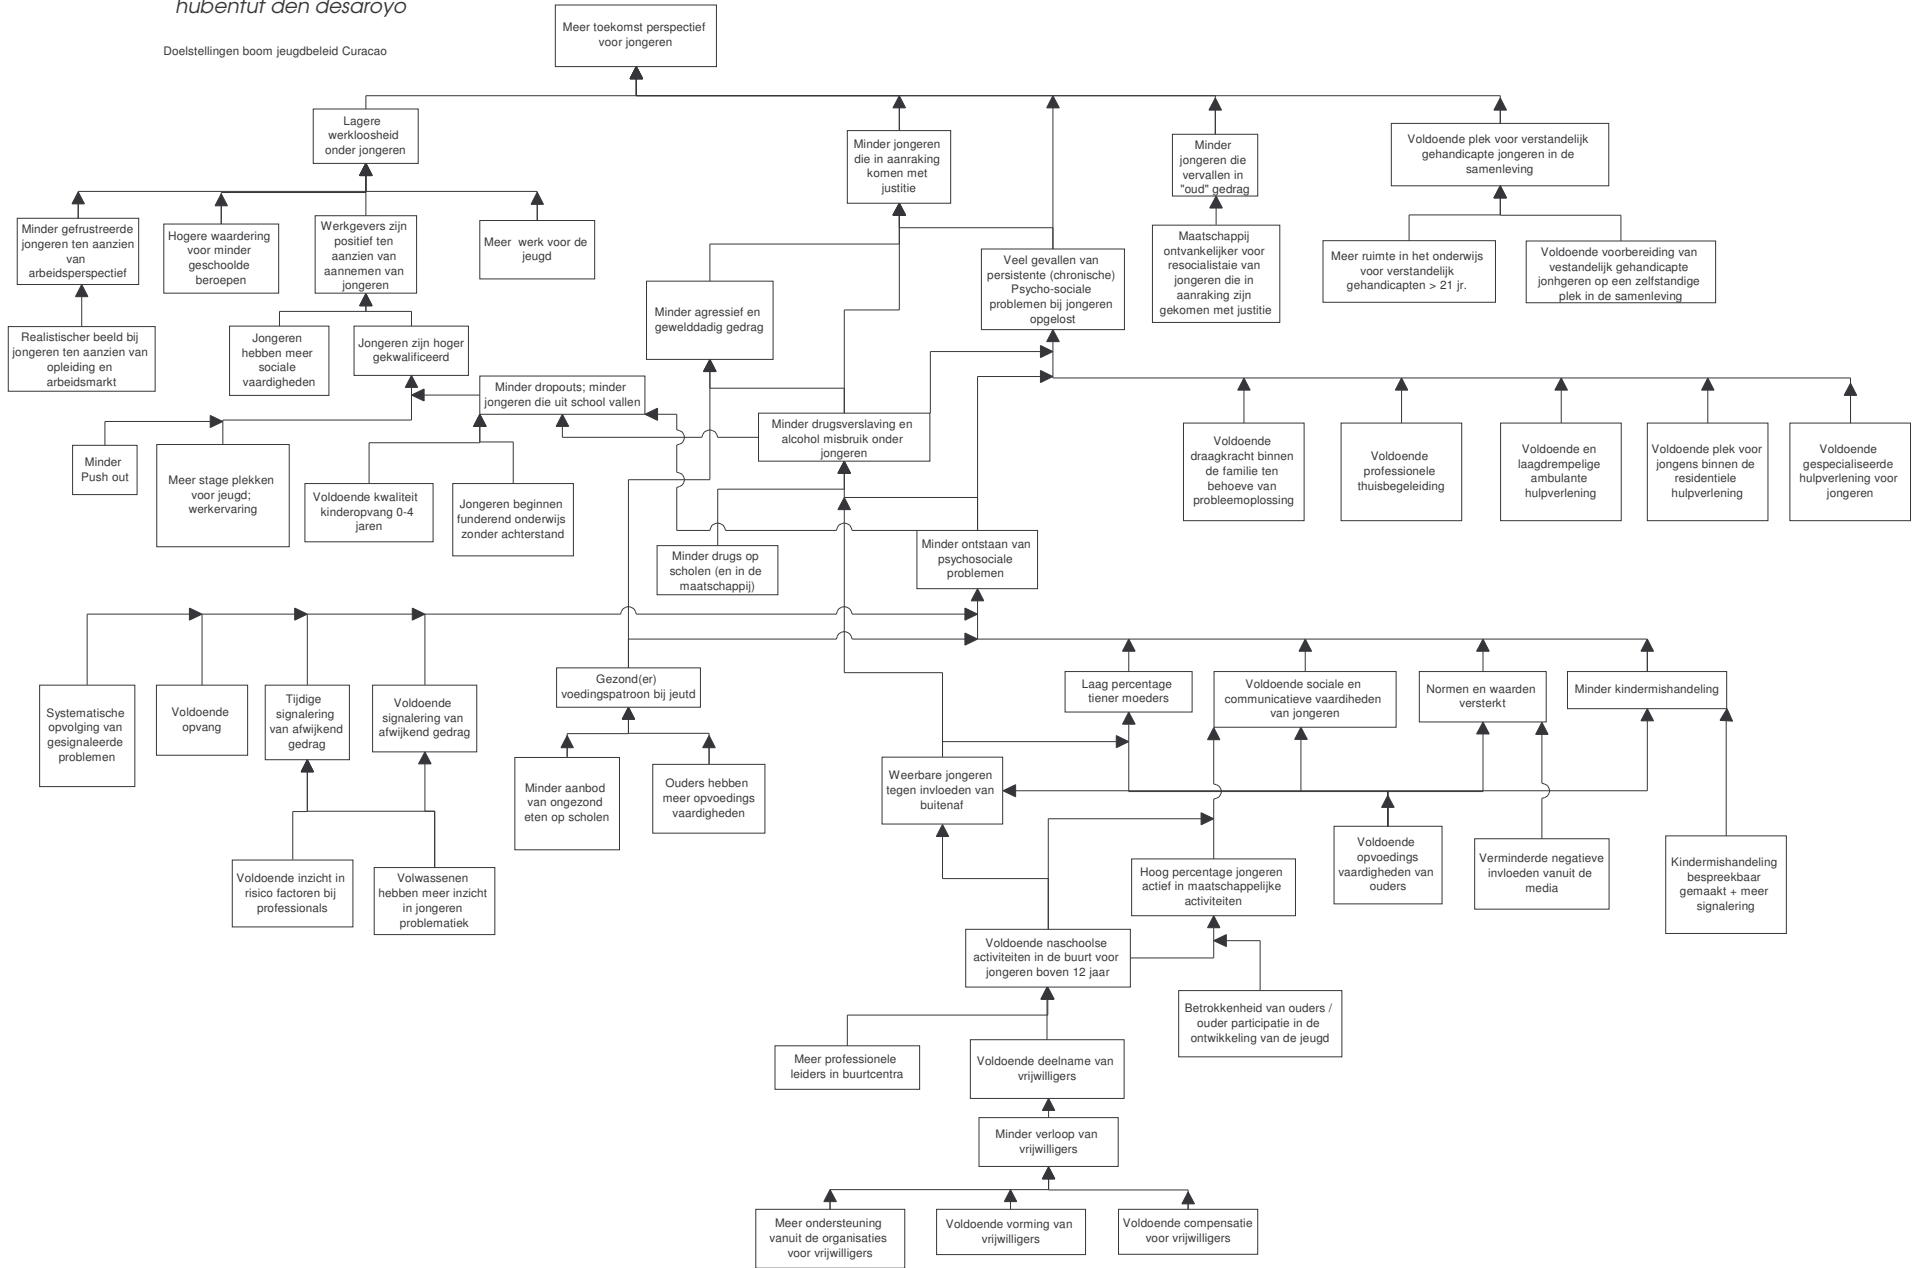 hubentut den desaroyo
Doelstellingen boom jeugdbeleid Curacao
Meer toekomst perspectief
voor jongeren
Lagere
werkloosheid
onder jongeren
Minder jongeren
die in aanraking
komen met
justitie
Minder
jongeren die
vervallen in
"oud" gedrag
Voldoende plek voor verstandelijk
gehandicapte jongeren in de
samenleving
Minder gefrustreerde
jongeren ten aanzien
van
arbeidsperspectief
Hogere waardering
voor minder
geschoolde
beroepen
Werkgevers zijn
positief ten
aanzien van
aannemen van
jongeren
Meer werk voor de
jeugd
Veel gevallen van
persistente (chronische)
Psycho-sociale
problemen bij jongeren
opgelost
Maatschappij
ontvankelijker voor
resocialistaie van
jongeren die in
aanraking zijn
gekomen met justitie
Meer ruimte in het onderwijs
voor verstandelijk
gehandicapten > 21 jr.
Voldoende voorbereiding van
vestandelijk gehandicapte
jonhgeren op een zelfstandige
plek in de samenleving
Minder agressief en
gewelddadig gedrag
Realistischer beeld bij
jongeren ten aanzien van
opleiding en
arbeidsmarkt
Jongeren
hebben meer
sociale
vaardigheden
Jongeren zijn hoger
gekwalificeerd
Minder dropouts; minder
jongeren die uit school vallen
Minder drugsverslaving en
alcohol misbruik onder
jongeren
Minder
Push out
Meer stage plekken
voor jeugd;
werkervaring
Voldoende kwaliteit
kinderopvang 0-4
jaren
Jongeren beginnen
funderend onderwijs
zonder achterstand
Voldoende
draagkracht binnen
de familie ten
behoeve van
probleemoplossing
Voldoende
professionele
thuisbegeleiding
Voldoende en
laagdrempelige
ambulante
hulpverlening
Voldoende plek voor
jongens binnen de
residentiele
hulpverlening
Voldoende
gespecialiseerde
hulpverlening voor
jongeren
Minder drugs op
scholen (en in de
maatschappij)
Minder ontstaan van
psychosociale
problemen
Systematische
opvolging van
gesignaleerde
problemen
Voldoende
opvang
Tijdige
signalering
van afwijkend
gedrag
Voldoende
signalering van
afwijkend gedrag
Gezond(er)
voedingspatroon bij jeutd
Laag percentage
tiener moeders
Voldoende sociale en
communicatieve vaardiheden
van jongeren
Normen en waarden
versterkt
Minder kindermishandeling
Minder aanbod
van ongezond
eten op scholen
Ouders hebben
meer opvoedings
vaardigheden
Weerbare jongeren
tegen invloeden van
buitenaf
Voldoende inzicht in
risico factoren bij
professionals
Volwassenen
hebben meer inzicht
in jongeren
problematiek
Hoog percentage jongeren
actief in maatschappelijke
activiteiten
Voldoende
opvoedings
vaardigheden van
ouders
Verminderde negatieve
invloeden vanuit de
media
Kindermishandeling
bespreekbaar
gemaakt + meer
signalering
Voldoende naschoolse
activiteiten in de buurt voor
jongeren boven 12 jaar
Betrokkenheid van ouders /
ouder participatie in de
ontwikkeling van de jeugd
Meer professionele
leiders in buurtcentra
Voldoende deelname van
vrijwilligers
Minder verloop van
vrijwilligers
Meer ondersteuning
vanuit de organisaties
voor vrijwilligers
Voldoende vorming van
vrijwilligers
Voldoende compensatie
voor vrijwilligers